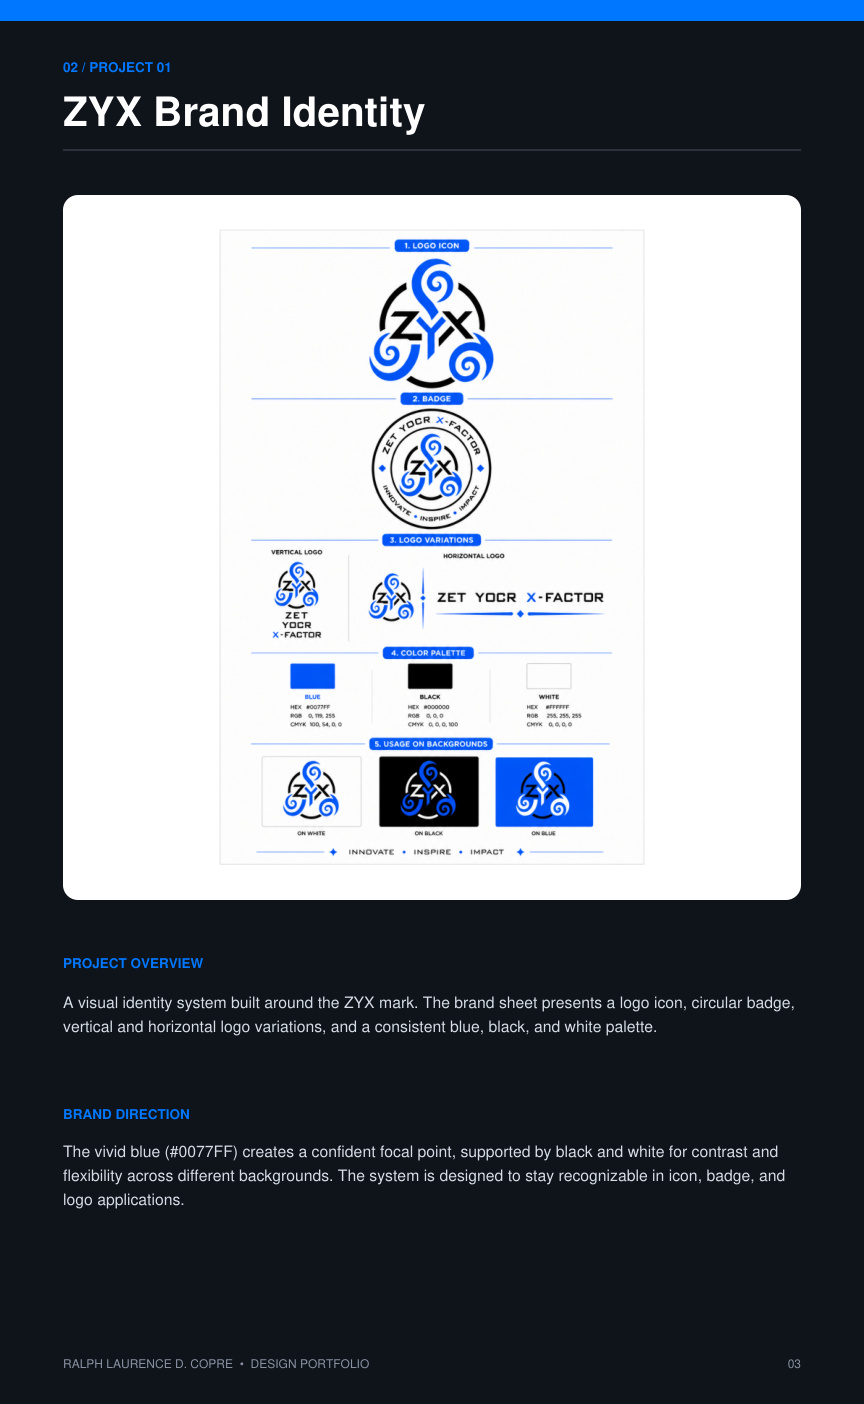 02 / PROJECT 01
ZYX Brand Identity
1. LOGO ICON
ZYX
2. BADGE
ZET YOCR X-FACTOR
ZYX
INNOVATE • INSPIRE • IMPACT
3. LOGO VARIATIONS
VERTICAL LOGO
HORIZONTAL LOGO
ZYX
ZET
YOCR
X-FACTOR
ZYX
ZET YOCR X-FACTOR
4. COLOR PALETTE
BLUE
HEX #0077FF
RGB 0, 119, 255
CMYK 100, 54, 0, 0
BLACK
HEX #000000
RGB 0, 0, 0
CMYK 0, 0, 0, 100
WHITE
HEX #FFFFFF
RGB 255, 255, 255
CMYK 0, 0, 0, 0
5. USAGE ON BACKGROUNDS
ZYX
ZYX
ZYX
ON WHITE
ON BLACK
ON BLUE
INNOVATE • INSPIRE • IMPACT
PROJECT OVERVIEW
A visual identity system built around the ZYX mark. The brand sheet presents a logo icon, circular badge,
vertical and horizontal logo variations, and a consistent blue, black, and white palette.
BRAND DIRECTION
The vivid blue (#0077FF) creates a confident focal point, supported by black and white for contrast and
flexibility across different backgrounds. The system is designed to stay recognizable in icon, badge, and
logo applications.
RALPH LAURENCE D. COPRE • DESIGN PORTFOLIO
03